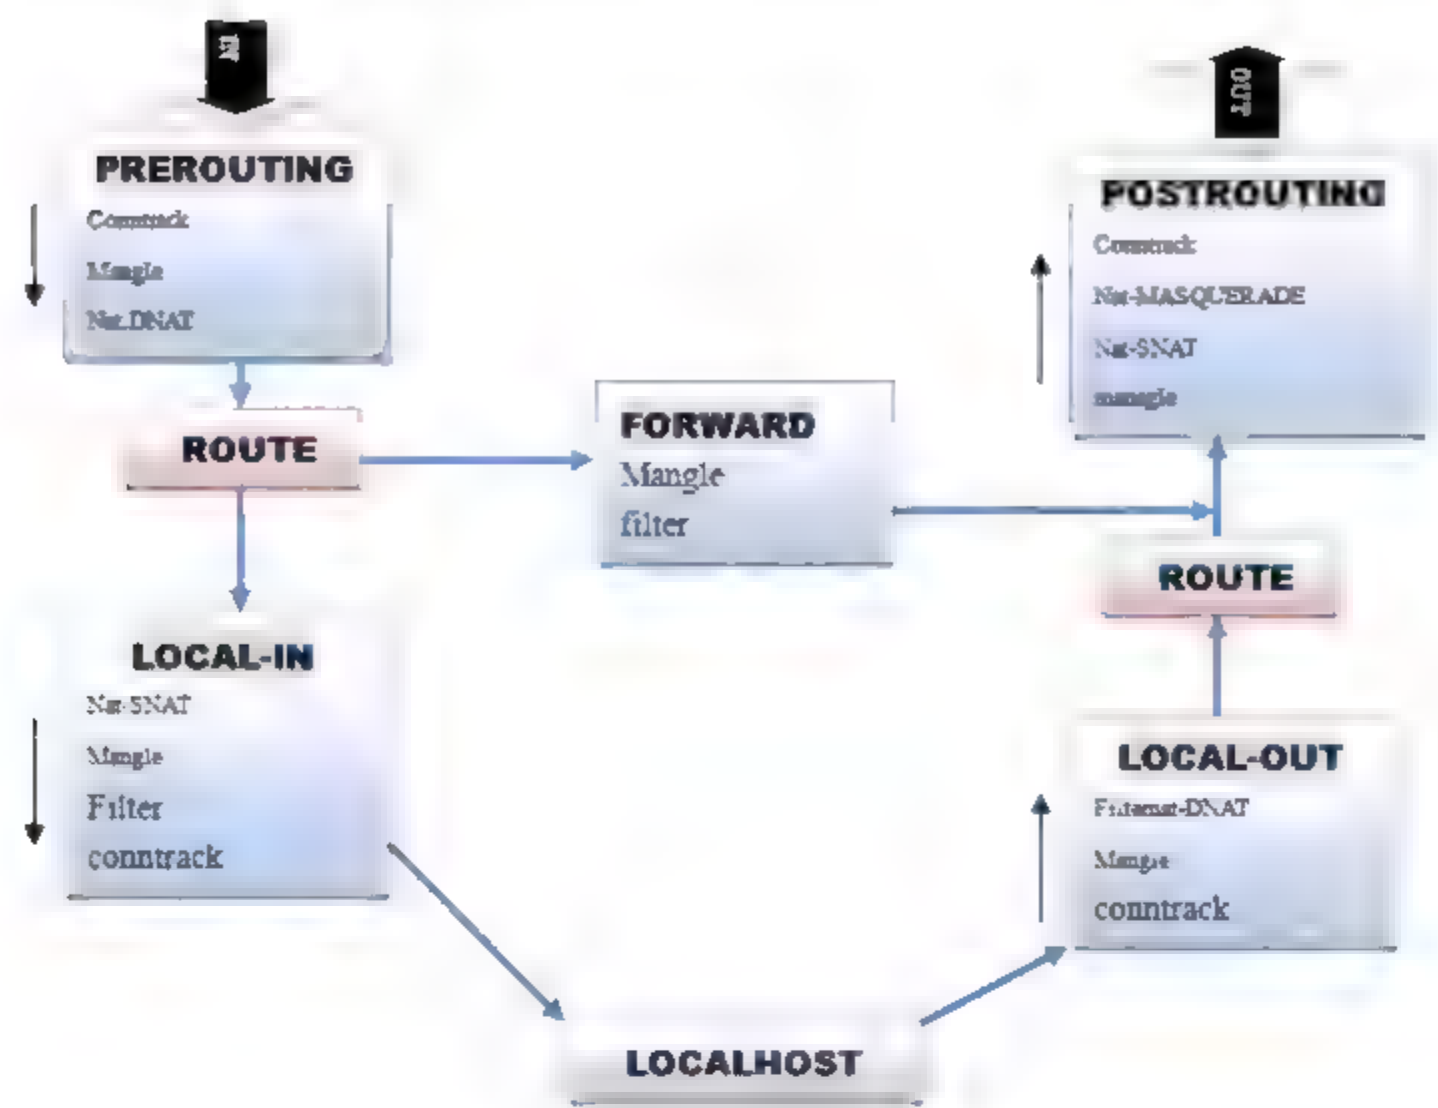 IN
PREROUTING
Conntrack
Mangle
Nat.DNAT
ROUTE
LOCAL-IN
Nat-SNAT
Mangle
Filter
conntrack
FORWARD
Mangle
filter
LOCALHOST
OUT
POSTROUTING
Conntrack
Nat-MASQUERADE
Nat-SNAT
mangle
ROUTE
LOCAL-OUT
Mangle
conntrack